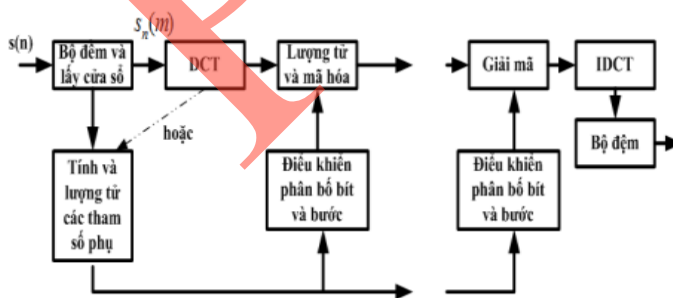 s(n)
Bộ đệm và
lấy cửa sổ
sₙ(m)
DCT
Lượng tử
và mã hóa
hoặc
Tính và
lượng tử
các tham
số phụ
Điều khiển
phân bố bít
và bước
Giải mã
IDCT
Bộ đệm
Điều khiển
phân bố bít
và bước